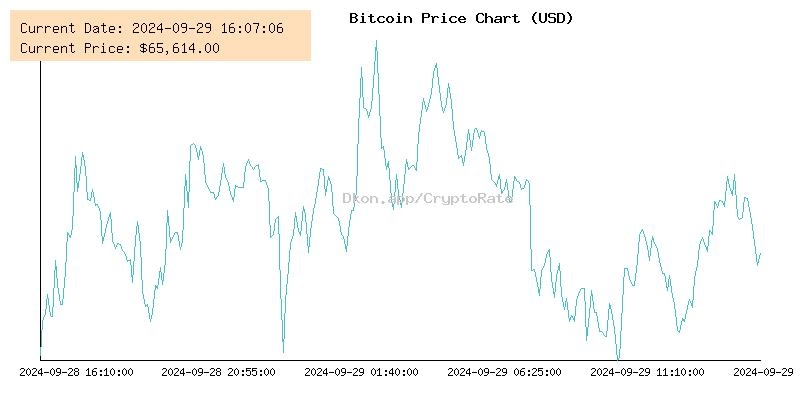 Bitcoin Price Chart (USD)
Current Date: 2024-09-29 16:07:06
Current Price: $65,614.00
Dkon.app/CryptoRate
2024-09-28 16:10:00 2024-09-28 20:55:00 2024-09-29 01:40:00 2024-09-29 06:25:00 2024-09-29 11:10:00 2024-09-29